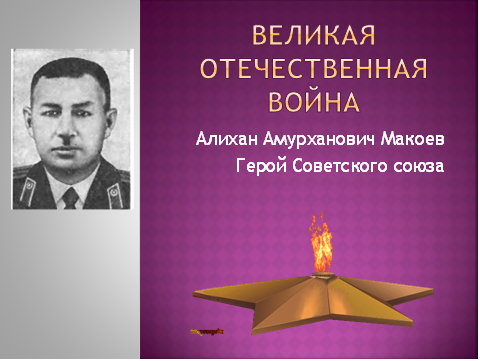 ВЕЛИКАЯ
ОТЕЧЕСТВЕННАЯ
ВОЙНА
Алихан Амурханович Макоев
Герой Советского союза